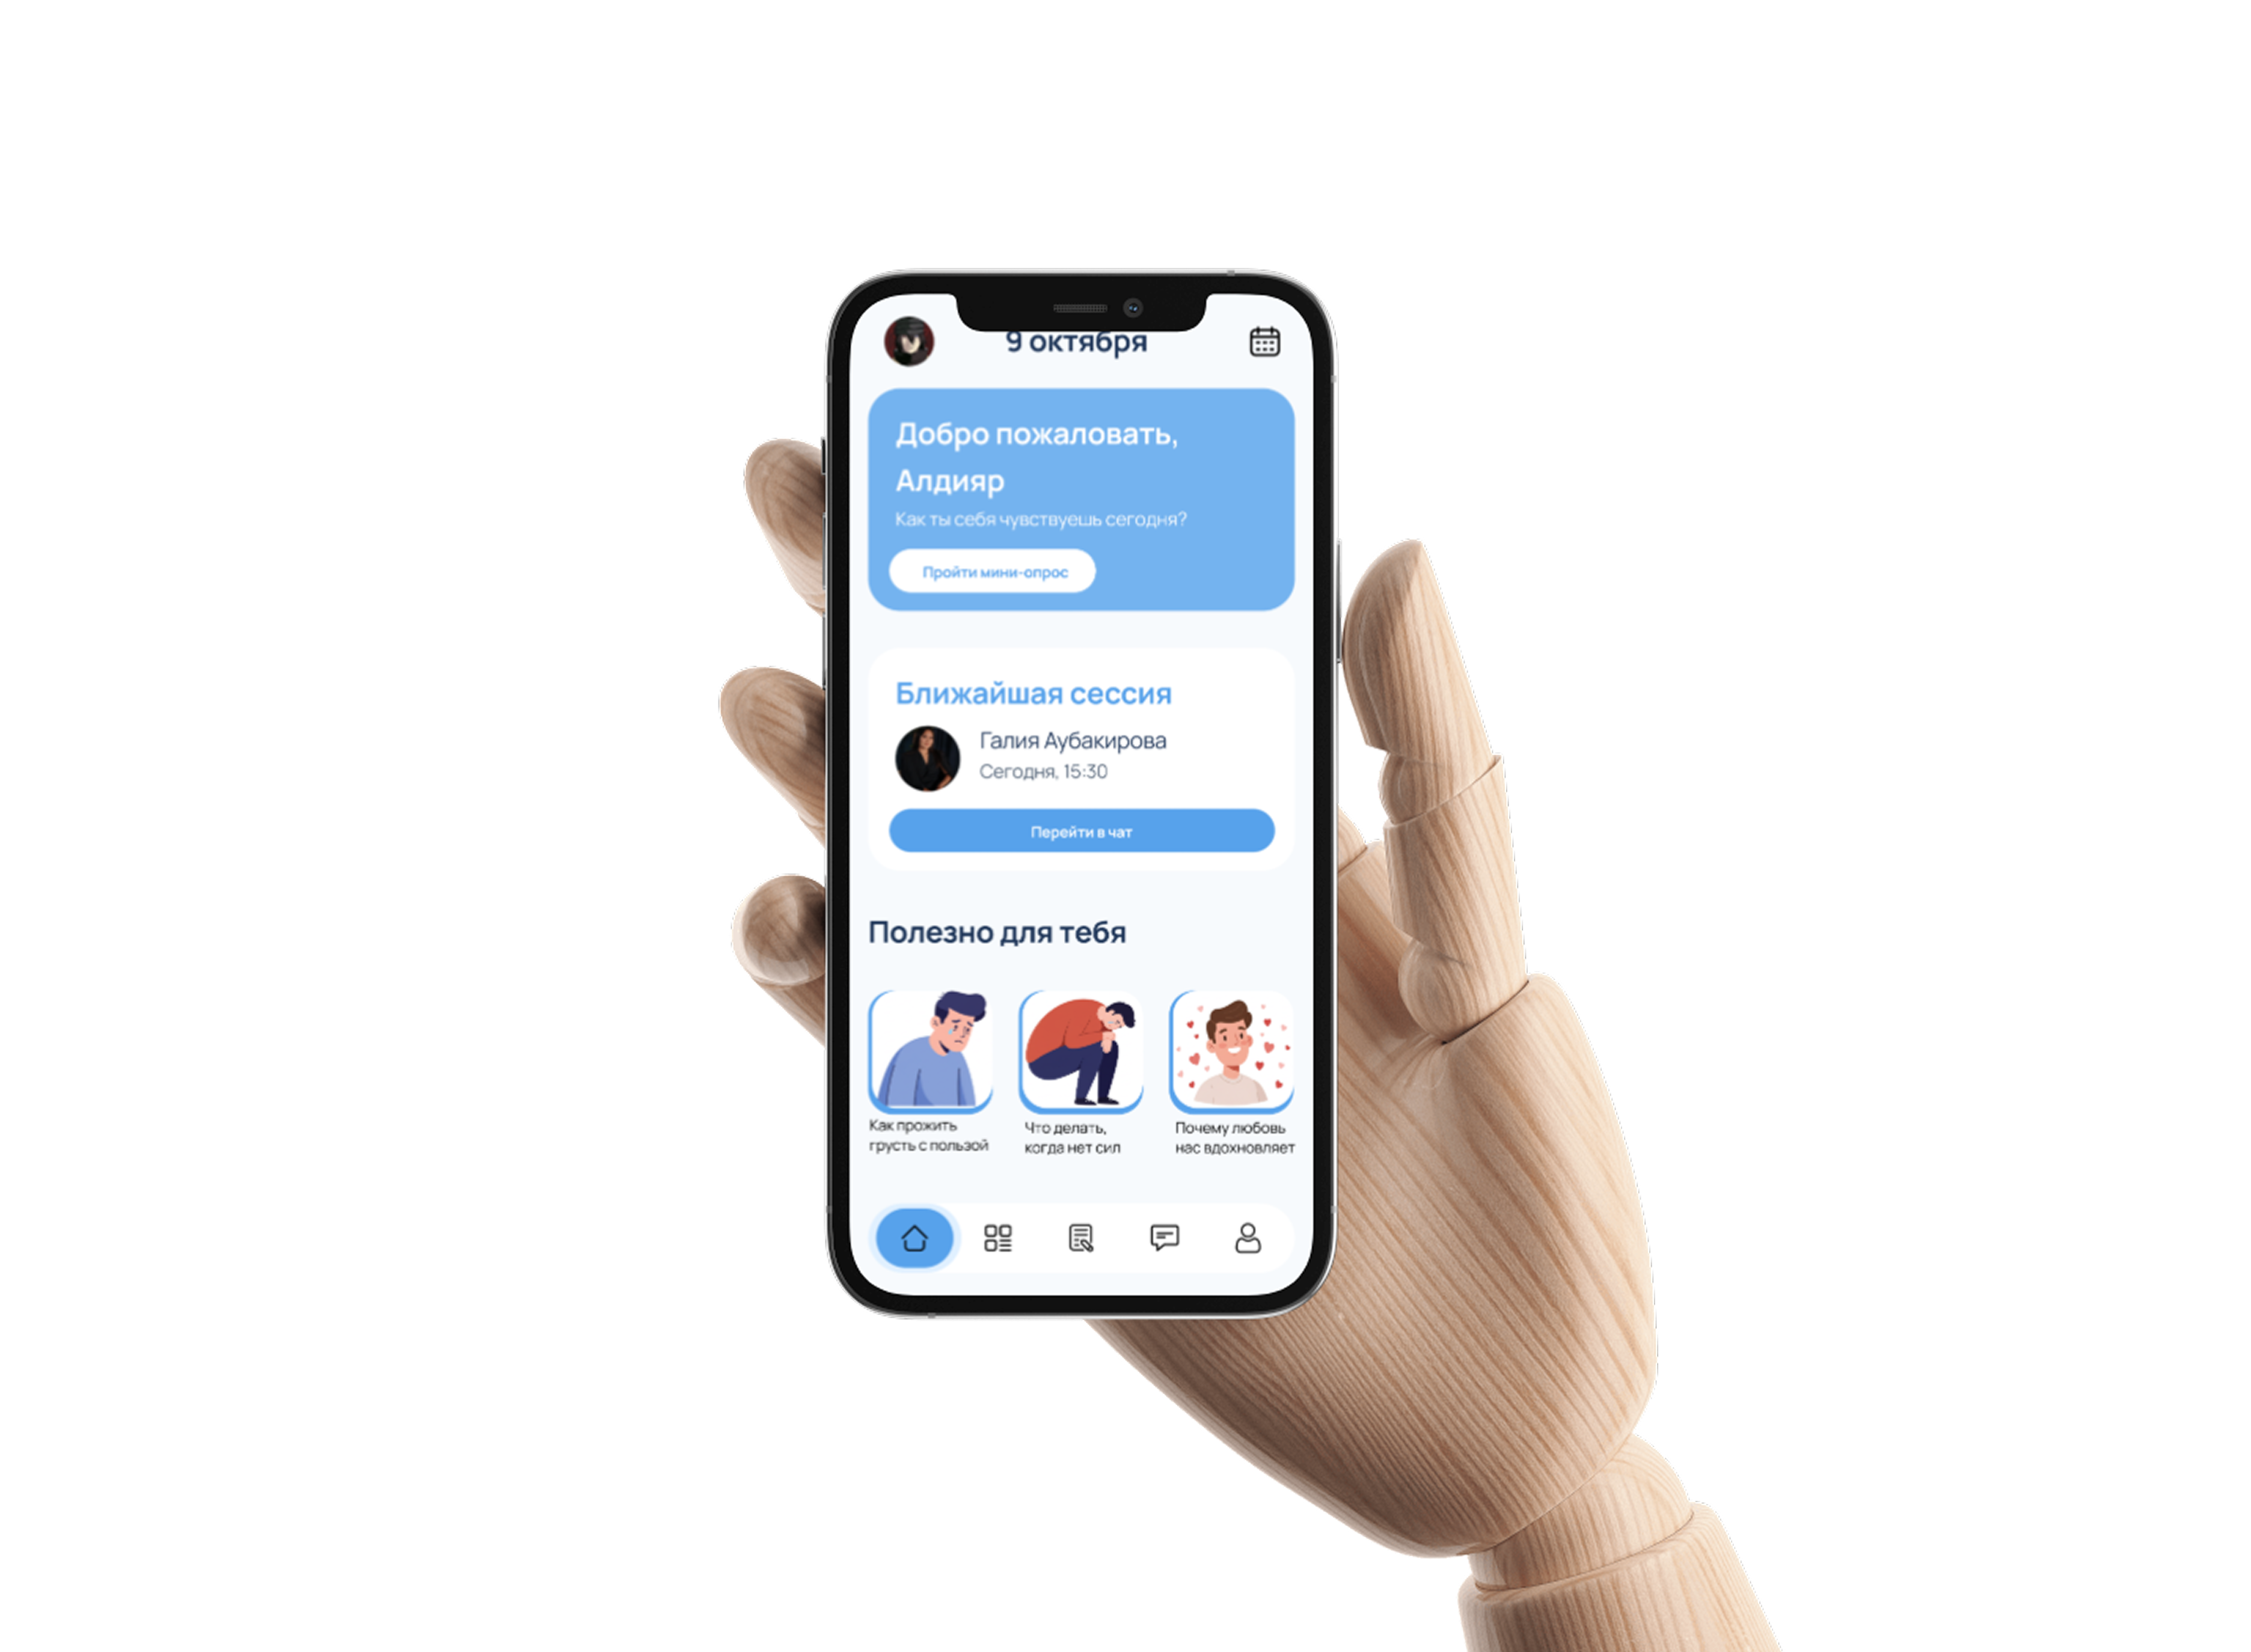 9 октября
Добро пожаловать,
Алдияр
Как ты себя чувствуешь сегодня?
Пройти мини-опрос
Ближайшая сессия
Галия Аубакирова
Сегодня, 15:30
Перейти в чат
Полезно для тебя
Как прожить
грусть с пользой
Что делать,
когда нет сил
Почему любовь
нас вдохновляет